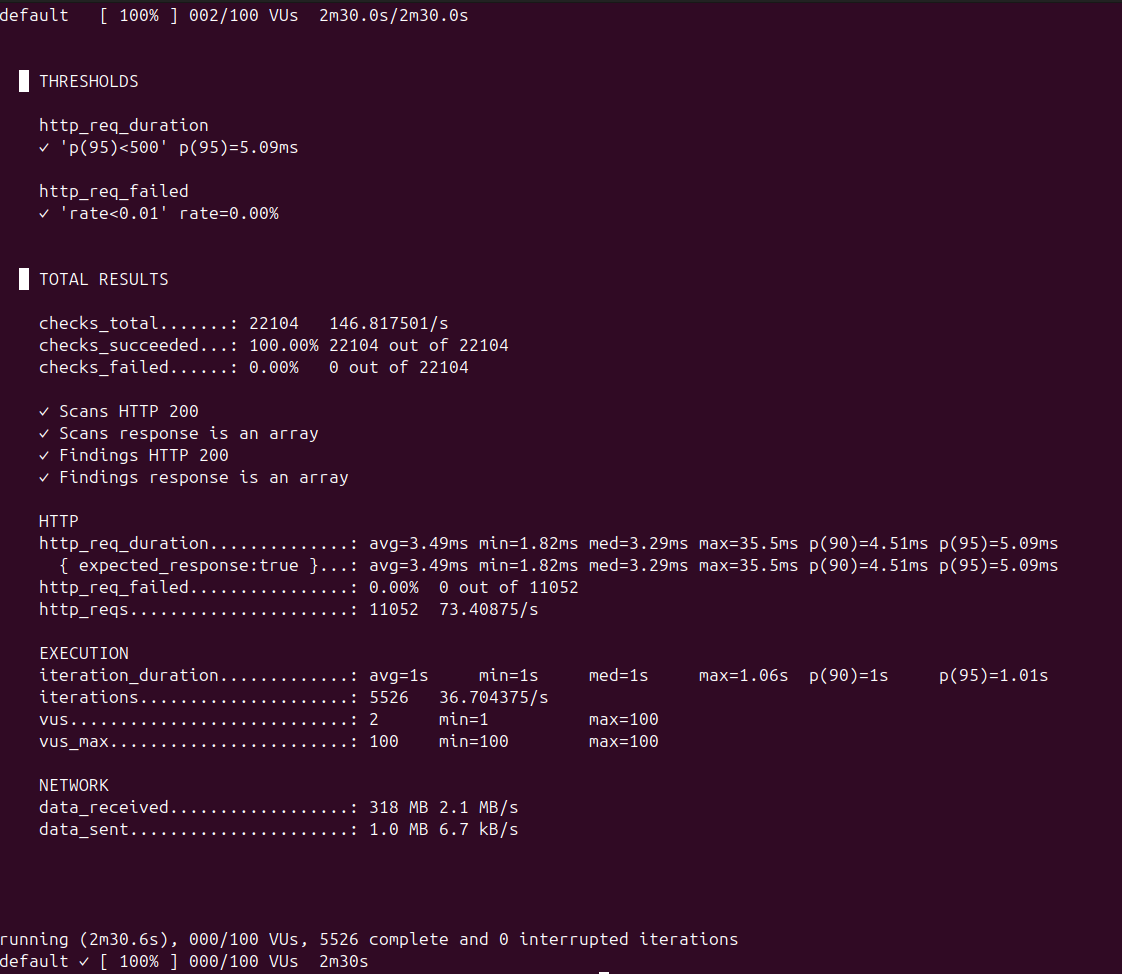 default   [ 100% ] 002/100 VUs  2m30.0s/2m30.0s
THRESHOLDS
http_req_duration
✓ 'p(95)<500' p(95)=5.09ms
http_req_failed
✓ 'rate<0.01' rate=0.00%
TOTAL RESULTS
checks_total.......: 22104   146.817501/s
checks_succeeded...: 100.00% 22104 out of 22104
checks_failed......: 0.00%   0 out of 22104
✓ Scans HTTP 200
✓ Scans response is an array
✓ Findings HTTP 200
✓ Findings response is an array
HTTP
http_req_duration..............: avg=3.49ms min=1.82ms med=3.29ms max=35.5ms p(90)=4.51ms p(95)=5.09ms
{ expected_response:true }...: avg=3.49ms min=1.82ms med=3.29ms max=35.5ms p(90)=4.51ms p(95)=5.09ms
http_req_failed................: 0.00%  0 out of 11052
http_reqs......................: 11052  73.40875/s
EXECUTION
iteration_duration.............: avg=1s     min=1s     med=1s     max=1.06s  p(90)=1s     p(95)=1.01s
iterations.....................: 5526   36.704375/s
vus............................: 2      min=1          max=100
vus_max........................: 100    min=100        max=100
NETWORK
data_received..................: 318 MB 2.1 MB/s
data_sent......................: 1.0 MB 6.7 kB/s
running (2m30.6s), 000/100 VUs, 5526 complete and 0 interrupted iterations
default ✓ [ 100% ] 000/100 VUs  2m30s